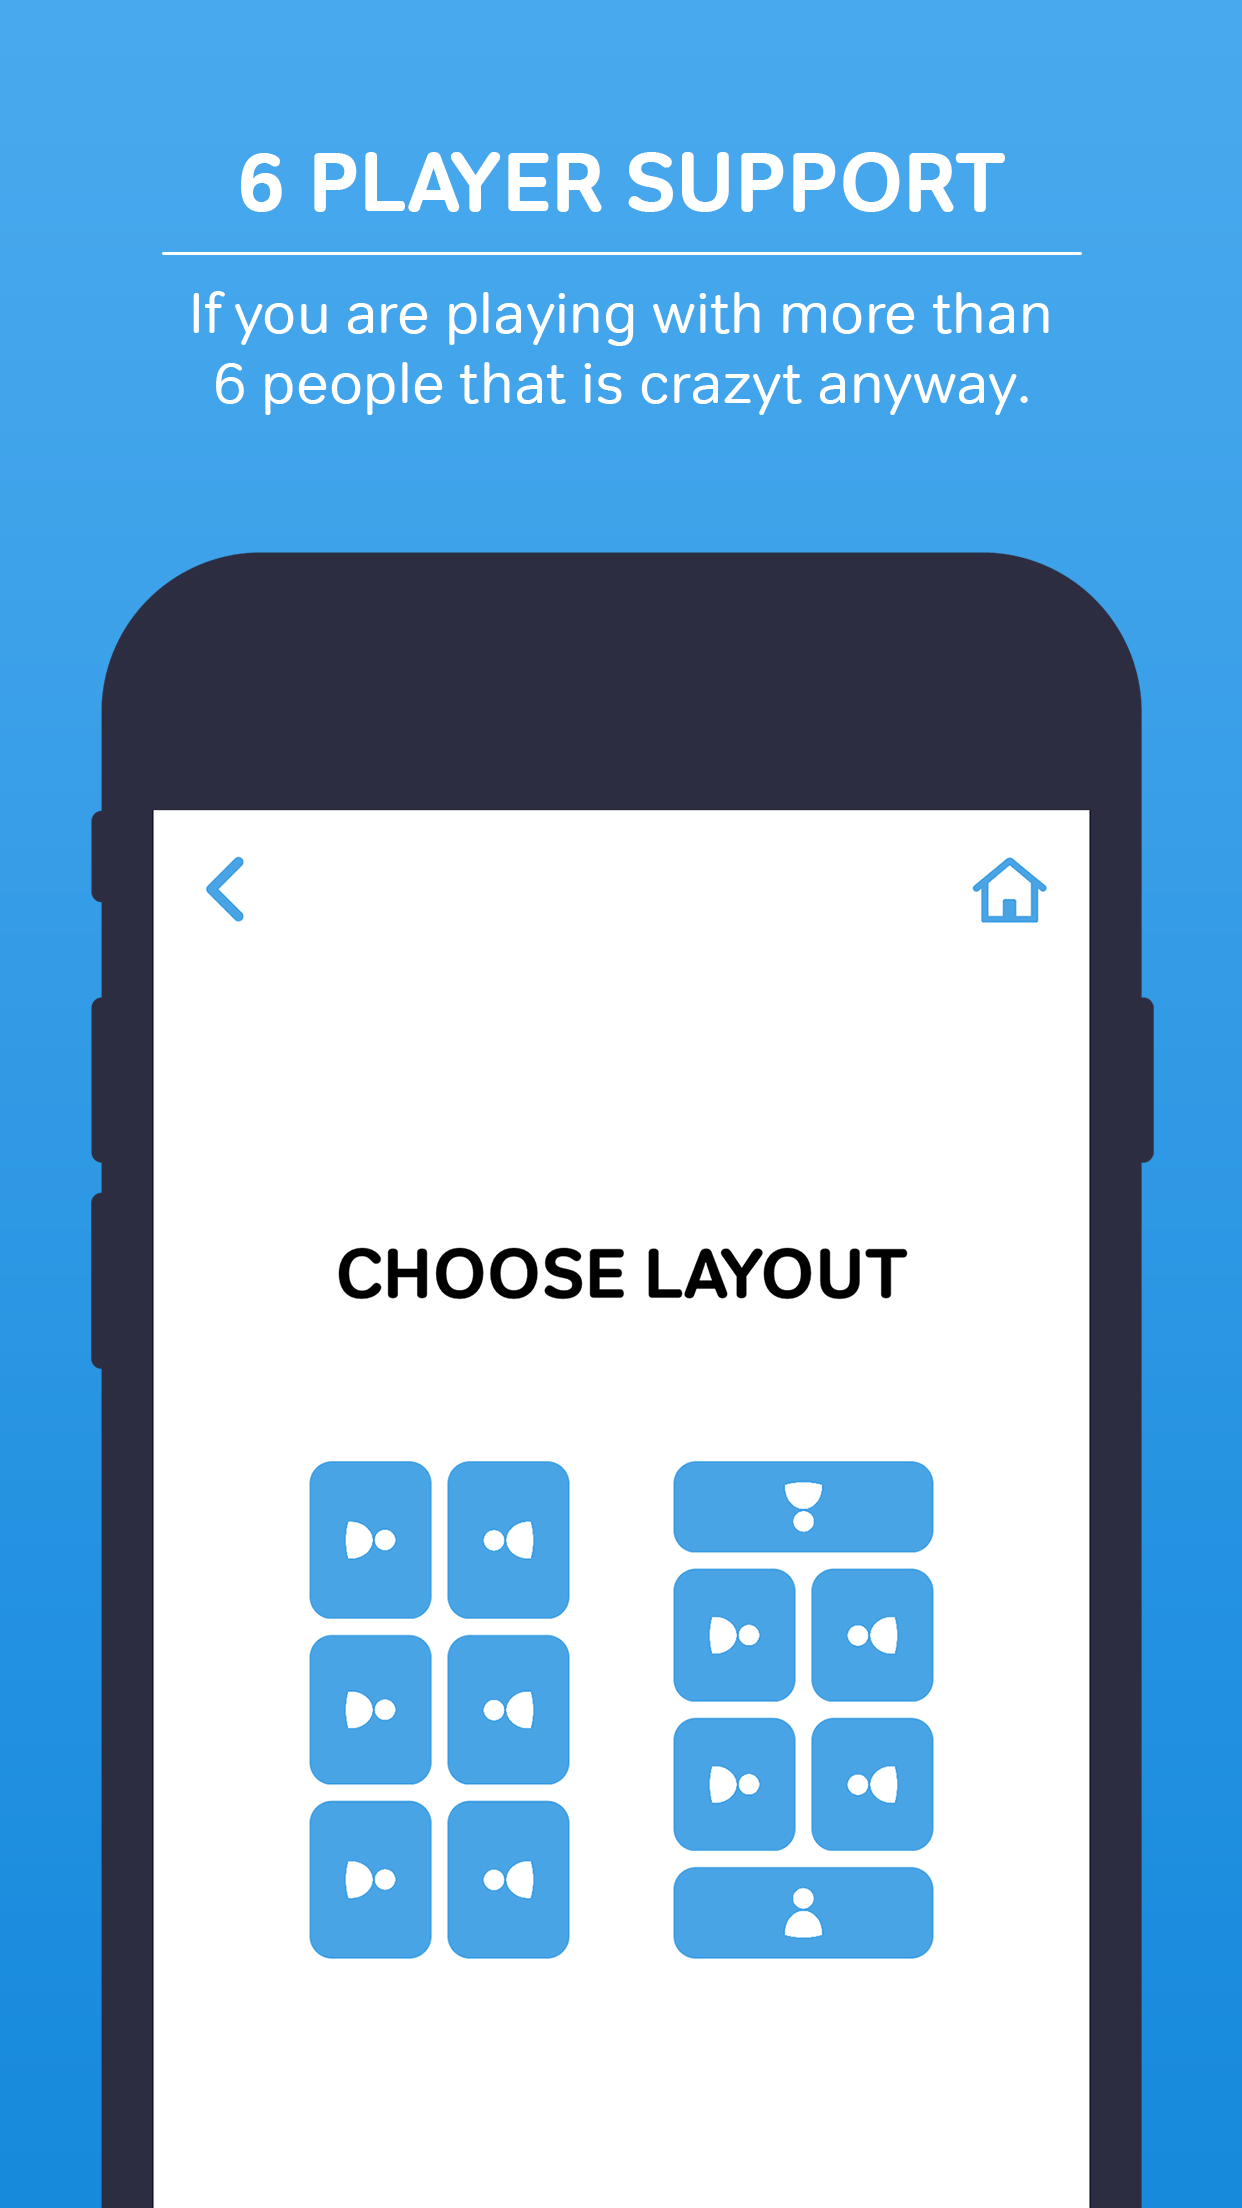 6 PLAYER SUPPORT
If you are playing with more than
6 people that is crazyt anyway.
CHOOSE LAYOUT